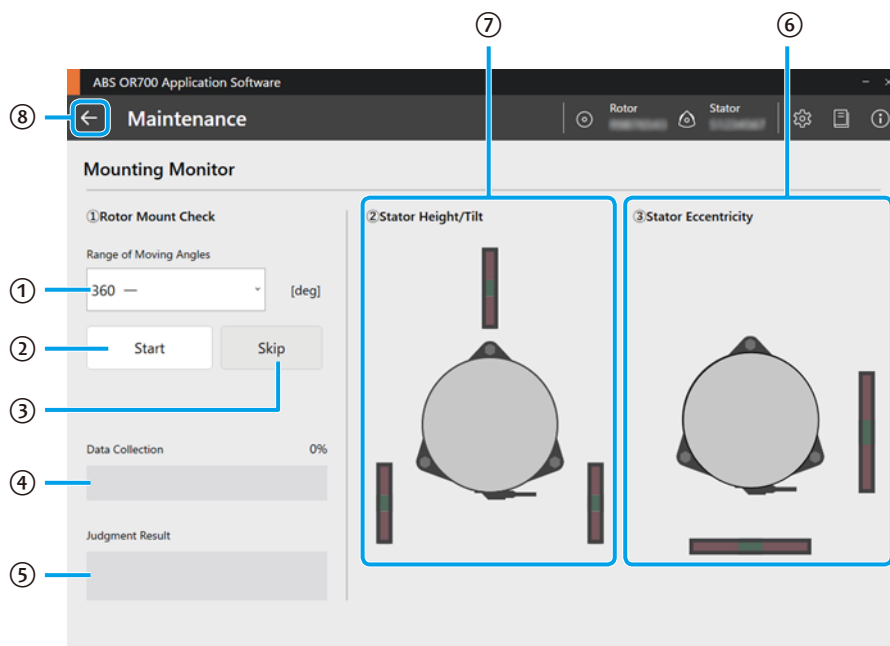 ⑦ ⑥
ABS OR700 Application Software
⑧ Maintenance Rotor Stator
Mounting Monitor
①Rotor Mount Check ②Stator Height/Tilt ③Stator Eccentricity
Range of Moving Angles
① 360 — [deg]
② Start Skip
③
Data Collection 0%
④
Judgment Result
⑤